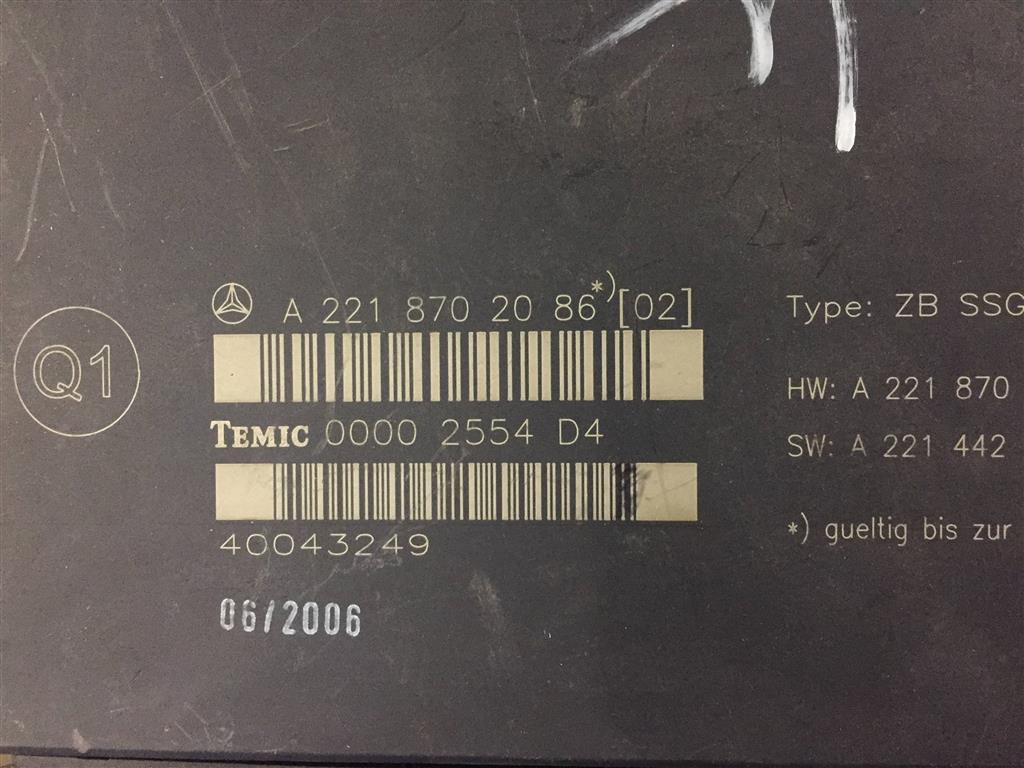 A 221 870 20 86*)[02]
Type: ZB SSG
Q1
HW: A 221 870
TEMIC 0000 2554 D4
SW: A 221 442
*) gueltig bis zur
40043249
06/2006